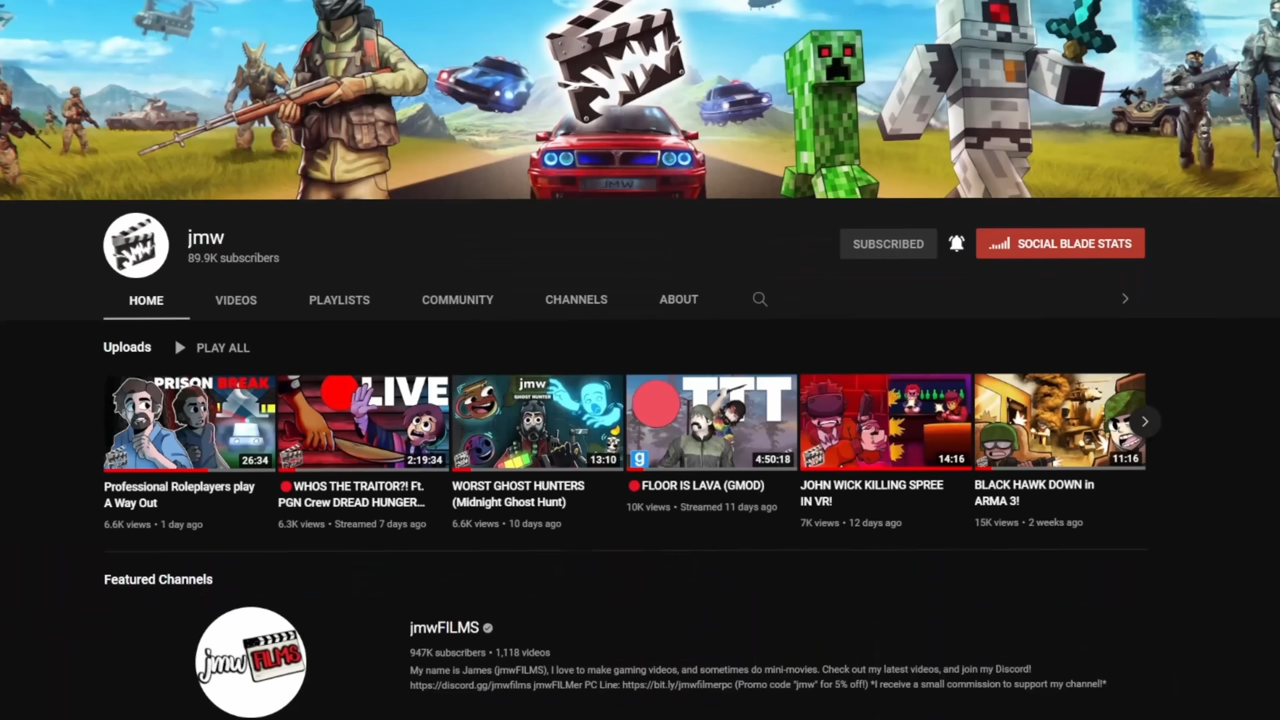 JMW
jmw
89.9K subscribers
SUBSCRIBED
SOCIAL BLADE STATS
HOME
VIDEOS
PLAYLISTS
COMMUNITY
CHANNELS
ABOUT
Uploads
PLAY ALL
PRISON BREAK
26:34
Professional Roleplayers play
A Way Out
6.6K views • 1 day ago
LIVE
2:19:34
WHOS THE TRAITOR?! Ft.
PGN Crew DREAD HUNGER...
6.3K views • Streamed 7 days ago
jmw
GHOST HUNTER
13:10
WORST GHOST HUNTERS
(Midnight Ghost Hunt)
6.6K views • 10 days ago
TTT
g
4:50:18
FLOOR IS LAVA (GMOD)
10K views • Streamed 11 days ago
14:16
JOHN WICK KILLING SPREE
IN VR!
7K views • 12 days ago
11:16
BLACK HAWK DOWN in
ARMA 3!
15K views • 2 weeks ago
Featured Channels
jmw FILMS
jmwFILMS
947K subscribers • 1,118 videos
My name is James (jmwFILMS), I love to make gaming videos, and sometimes do mini-movies. Check out my latest videos, and join my Discord!
https://discord.gg/jmwfilms jmwFILMer PC Line: https://bit.ly/jmwfilmerpc (Promo code "jmw" for 5% off!) *I receive a small commission to support my channel!*